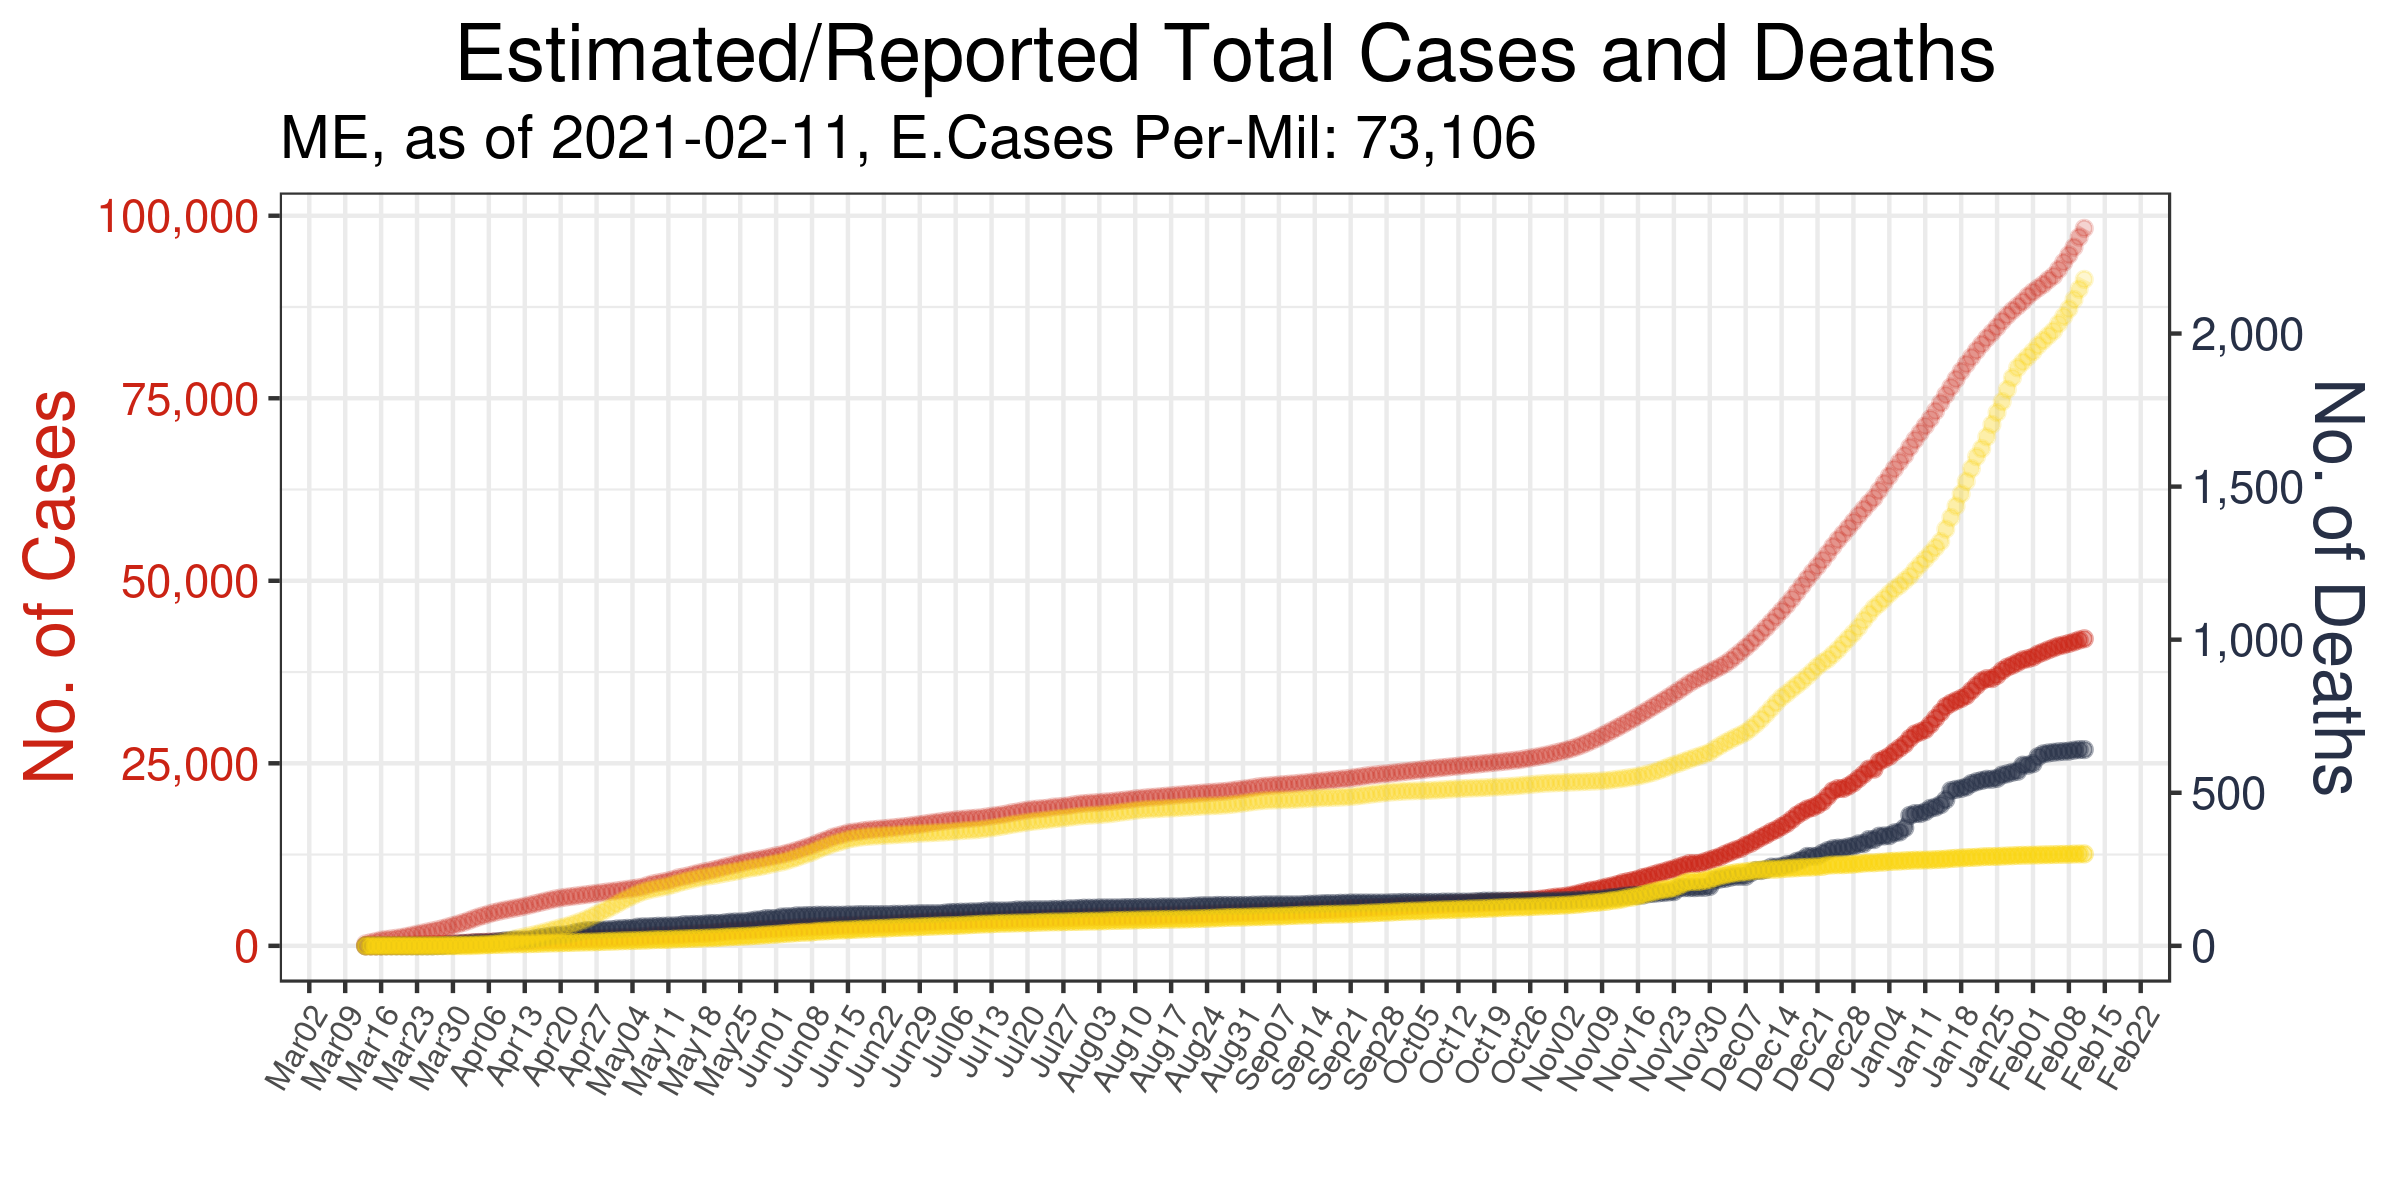 Estimated/Reported Total Cases and Deaths
ME, as of 2021-02-11, E.Cases Per-Mil: 73,106
No. of Cases
100,000
75,000
50,000
25,000
0
2,000
1,500
1,000
500
0
No. of Deaths
Mar02
Mar09
Mar16
Mar23
Mar30
Apr06
Apr13
Apr20
Apr27
May04
May11
May18
May25
Jun01
Jun08
Jun15
Jun22
Jun29
Jul06
Jul13
Jul20
Jul27
Aug03
Aug10
Aug17
Aug24
Aug31
Sep07
Sep14
Sep21
Sep28
Oct05
Oct12
Oct19
Oct26
Nov02
Nov09
Nov16
Nov23
Nov30
Dec07
Dec14
Dec21
Dec28
Jan04
Jan11
Jan18
Jan25
Feb01
Feb08
Feb15
Feb22